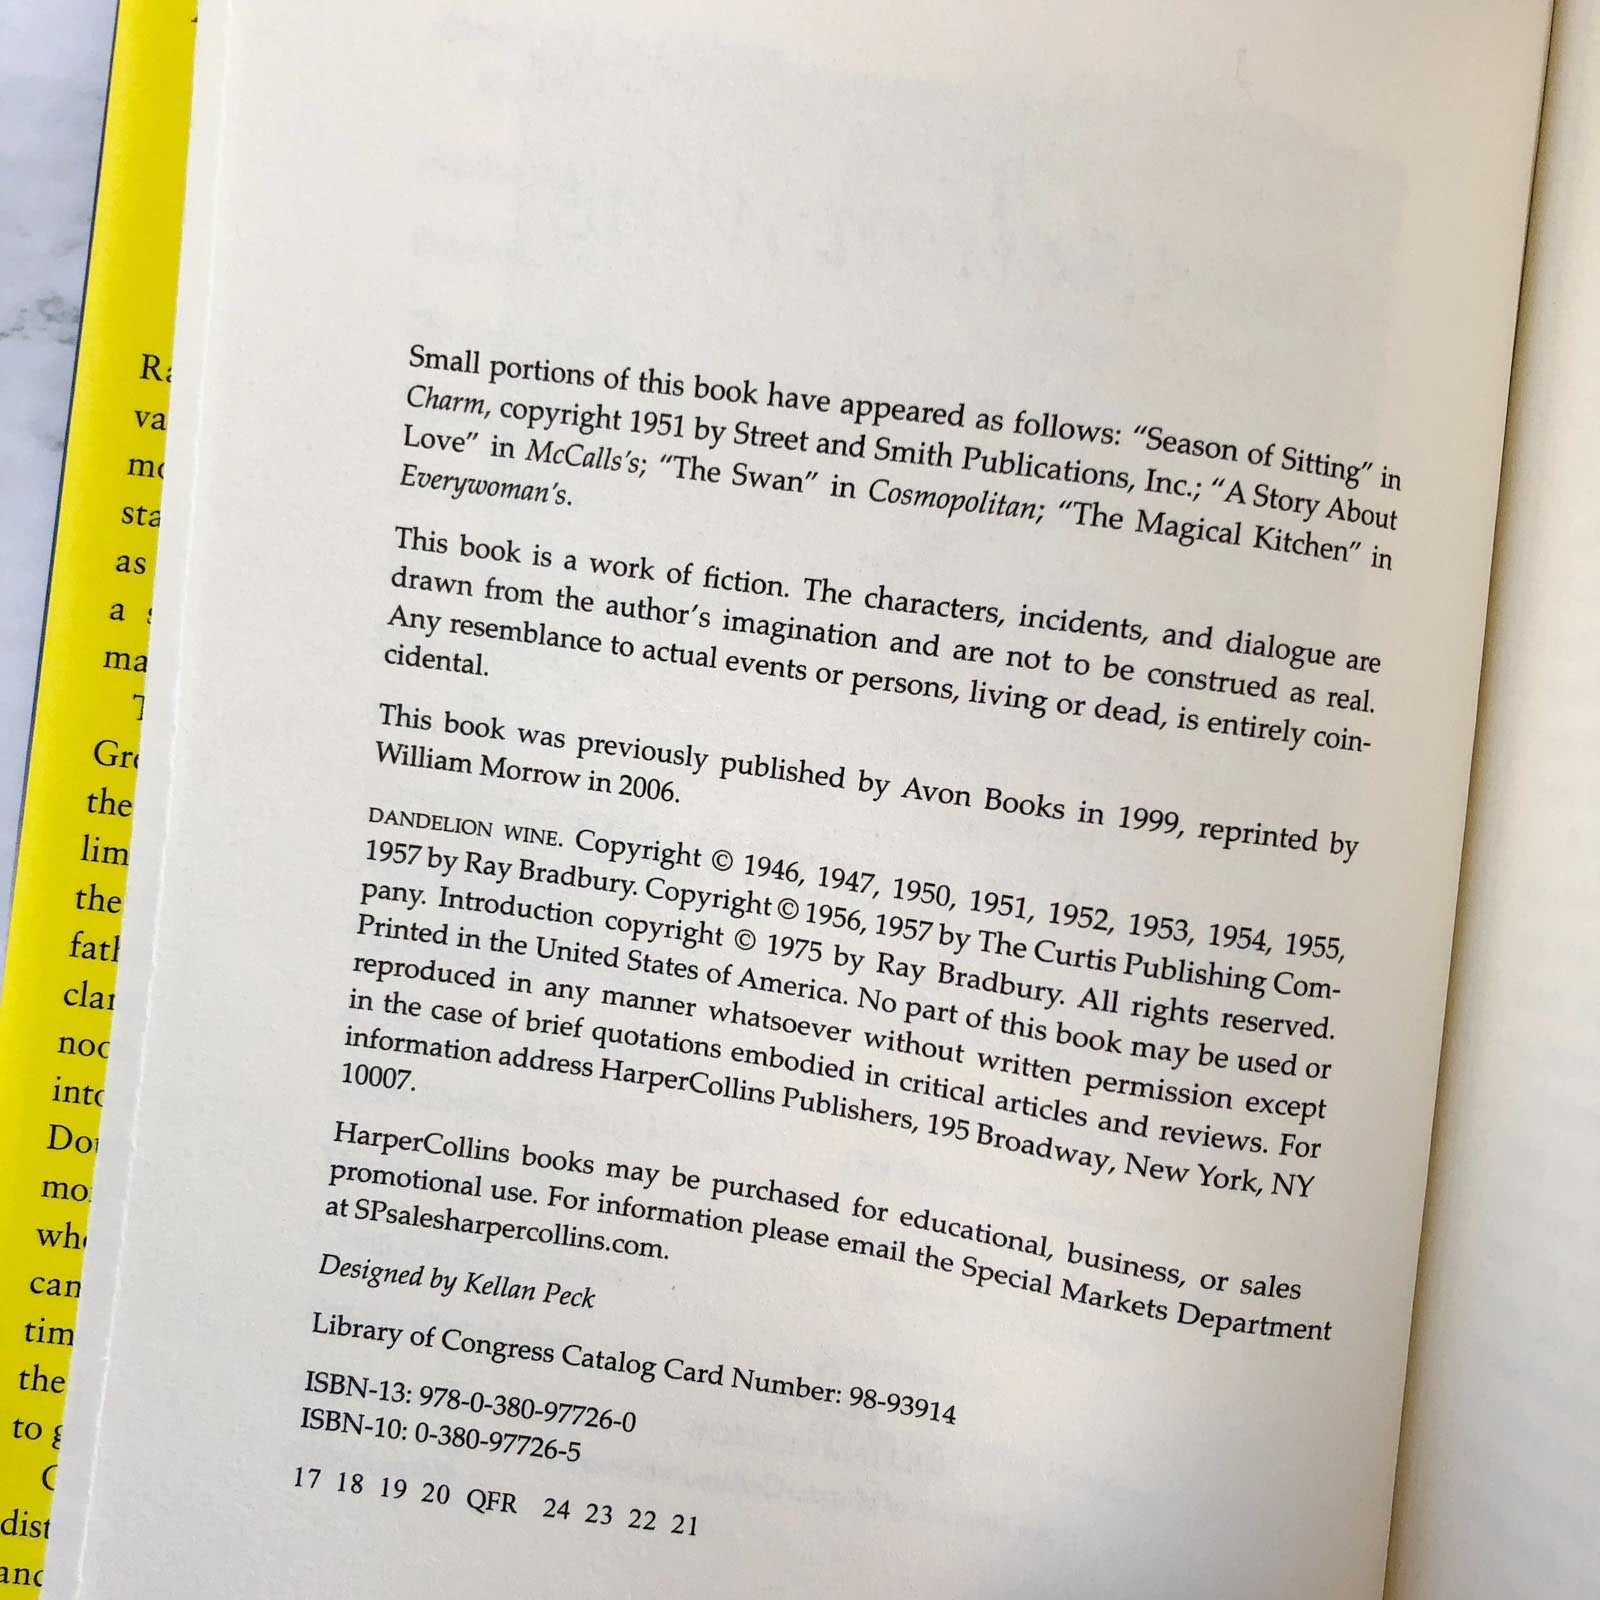 Small portions of this book have appeared as follows: “Season of Sitting” in
Charm, copyright 1951 by Street and Smith Publications, Inc.; “A Story About
Love” in McCalls’s; “The Swan” in Cosmopolitan; “The Magical Kitchen” in
Everywoman’s.
This book is a work of fiction. The characters, incidents, and dialogue are
drawn from the author’s imagination and are not to be construed as real.
Any resemblance to actual events or persons, living or dead, is entirely coin-
cidental.
This book was previously published by Avon Books in 1999, reprinted by
William Morrow in 2006.
DANDELION WINE. Copyright © 1946, 1947, 1950, 1951, 1952, 1953, 1954, 1955,
1957 by Ray Bradbury. Copyright © 1956, 1957 by The Curtis Publishing Com-
pany. Introduction copyright © 1975 by Ray Bradbury. All rights reserved.
Printed in the United States of America. No part of this book may be used or
reproduced in any manner whatsoever without written permission except
in the case of brief quotations embodied in critical articles and reviews. For
information address HarperCollins Publishers, 195 Broadway, New York, NY
10007.
HarperCollins books may be purchased for educational, business, or sales
promotional use. For information please email the Special Markets Department
at SPsalesharpercollins.com.
Designed by Kellan Peck
Library of Congress Catalog Card Number: 98-93914
ISBN-13: 978-0-380-97726-0
ISBN-10: 0-380-97726-5
17 18 19 20 QFR 24 23 22 21
as
a
the
the
into
can
the
to